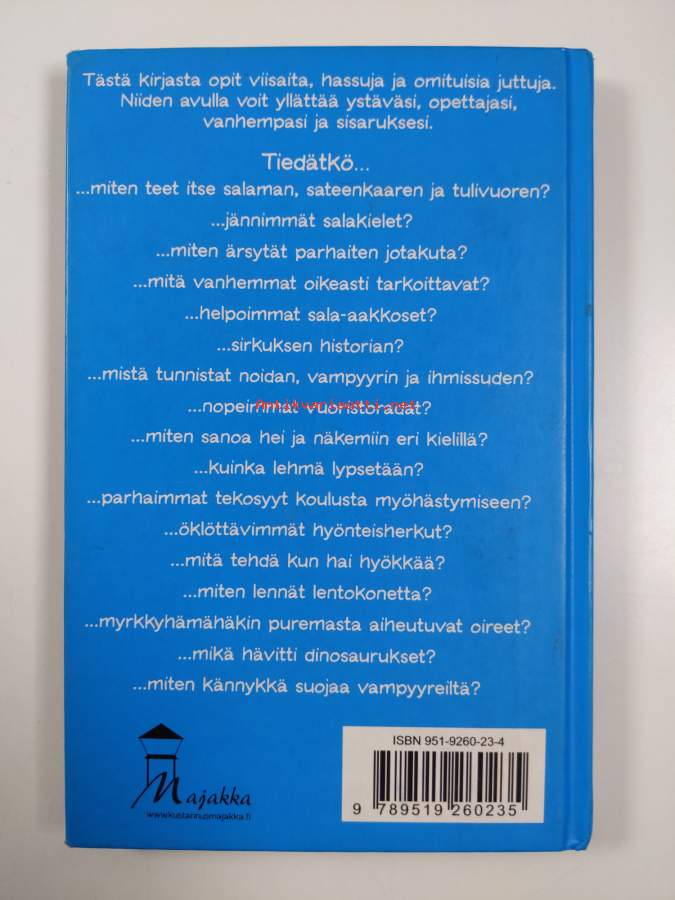 Tästä kirjasta opit viisaita, hassuja ja omituisia juttuja.
Niiden avulla voit yllättää ystäväsi, opettajasi,
vanhempasi ja sisaruksesi.
Tiedätkö...
...miten teet itse salaman, sateenkaaren ja tulivuoren?
...jännimmät salakielet?
...miten ärsytät parhaiten jotakuta?
...mitä vanhemmat oikeasti tarkoittavat?
...helpoimmat sala-aakkoset?
...sirkuksen historian?
...mistä tunnistat noidan, vampyyrin ja ihmissuden?
...nopeimmat vuoristoradat?
Antikvariaatti.net
...miten sanoa hei ja näkemiin eri kielillä?
...kuinka lehmä lypsetään?
...parhaimmat tekosyyt koulusta myöhästymiseen?
...öklöttävimmät hyönteisherkut?
...mitä tehdä kun hai hyökkää?
...miten lennät lentokonetta?
...myrkkyhämähäkin puremasta aiheutuvat oireet?
...mikä hävitti dinosaurukset?
...miten kännykkä suojaa vampyyreiltä?
Majakka
www.kustannusmajakka.fi
ISBN 951-9260-23-4
9 789519 260235